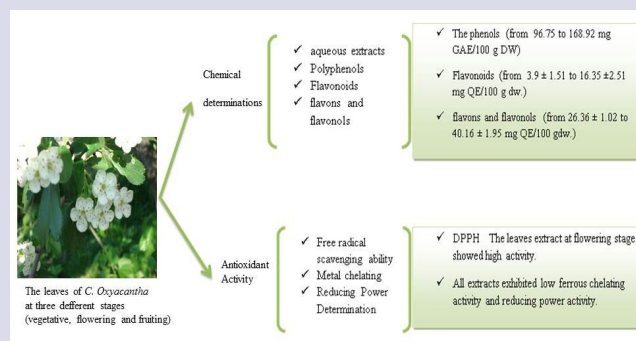 Chemical
determinations
✓ aqueous extracts
✓ Polyphenols
✓ Flavonoids
✓ flavons and
flavonols
✓ The phenols (from 96.75 to 168.92 mg
GAE/100 g DW)
✓ Flavonoids (from 3.9 ± 1.51 to 16.35 ±2.51
mg QE/100 g dw.)
✓ flavons and flavonols (from 26.36 ± 1.02 to
40.16 ± 1.95 mg QE/100 gdw.)
The leaves of C. Oxyacantha
at three defferent stages
(vegetative, flowering and fruiting)
Antioxidant
Activity
✓ Free radical
scavenging ability
✓ Metal chelating
✓ Reducing Power
Determination
✓ DPPH The leaves extract at flowering stage
showed high activity.
✓ All extracts exhibited low ferrous chelating
activity and reducing power activity.